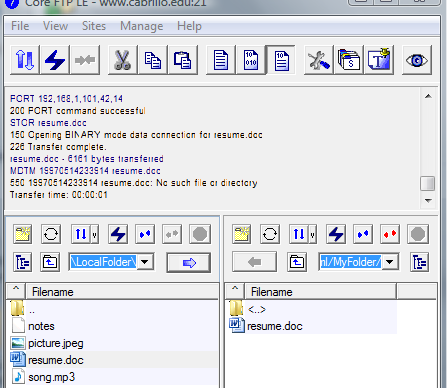 Core FTP LE - www.cabrillo.edu:21
File View Sites Manage Help
PORT 192,168,1,101,42,14
200 PORT command successful
STOR resume.doc
150 Opening BINARY mode data connection for resume.doc
226 Transfer complete.
resume.doc - 6161 bytes transferred
MDTM 19970514233914 resume.doc
550 19970514233914 resume.doc: No such file or directory
Transfer time: 00:00:01
\LocalFolder\
nl/MyFolder/
^ Filename
..
notes
picture.jpeg
resume.doc
song.mp3
^ Filename
<..>
resume.doc